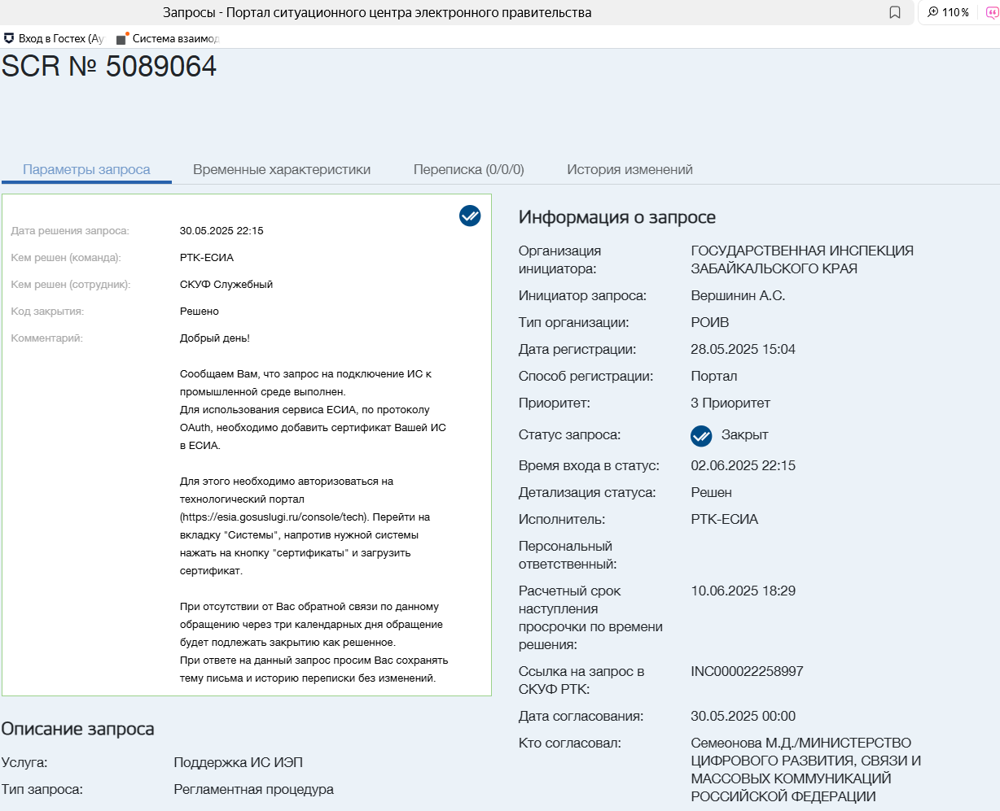 Запросы - Портал ситуационного центра электронного правительства
110 %
Вход в Гостех (Ау
Система взаимод
SCR № 5089064
Параметры запроса
Временные характеристики
Переписка (0/0/0)
История изменений
Дата решения запроса: 30.05.2025 22:15
Кем решен (команда): РТК-ЕСИА
Кем решен (сотрудник): СКУФ Служебный
Код закрытия: Решено
Комментарий: Добрый день!
Сообщаем Вам, что запрос на подключение ИС к
промышленной среде выполнен.
Для использования сервиса ЕСИА, по протоколу
OAuth, необходимо добавить сертификат Вашей ИС
в ЕСИА.
Для этого необходимо авторизоваться на
технологический портал
(https://esia.gosuslugi.ru/console/tech). Перейти на
вкладку "Системы", напротив нужной системы
нажать на кнопку "сертификаты" и загрузить
сертификат.
При отсутствии от Вас обратной связи по данному
обращению через три календарных дня обращение
будет подлежать закрытию как решенное.
При ответе на данный запрос просим Вас сохранять
тему письма и историю переписки без изменений.
Описание запроса
Услуга: Поддержка ИС ИЭП
Тип запроса: Регламентная процедура
Информация о запросе
Организация
инициатора:
ГОСУДАРСТВЕННАЯ ИНСПЕКЦИЯ
ЗАБАЙКАЛЬСКОГО КРАЯ
Инициатор запроса: Вершинин А.С.
Тип организации: РОИВ
Дата регистрации: 28.05.2025 15:04
Способ регистрации: Портал
Приоритет: 3 Приоритет
Статус запроса: Закрыт
Время входа в статус: 02.06.2025 22:15
Детализация статуса: Решен
Исполнитель: РТК-ЕСИА
Персональный
ответственный:
Расчетный срок
наступления
просрочки по времени
решения:
10.06.2025 18:29
Ссылка на запрос в
СКУФ РТК:
INC000022258997
Дата согласования: 30.05.2025 00:00
Кто согласовал: Семеонова М.Д./МИНИСТЕРСТВО
ЦИФРОВОГО РАЗВИТИЯ, СВЯЗИ И
МАССОВЫХ КОММУНИКАЦИЙ
РОССИЙСКОЙ ФЕДЕРАЦИИ